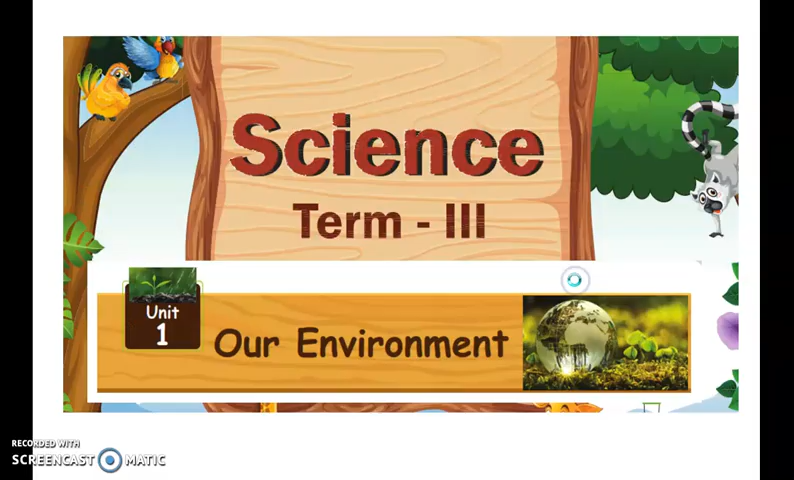 Science
Term - III
Unit
1
Our Environment
RECORDED WITH
SCREENCAST MATIC